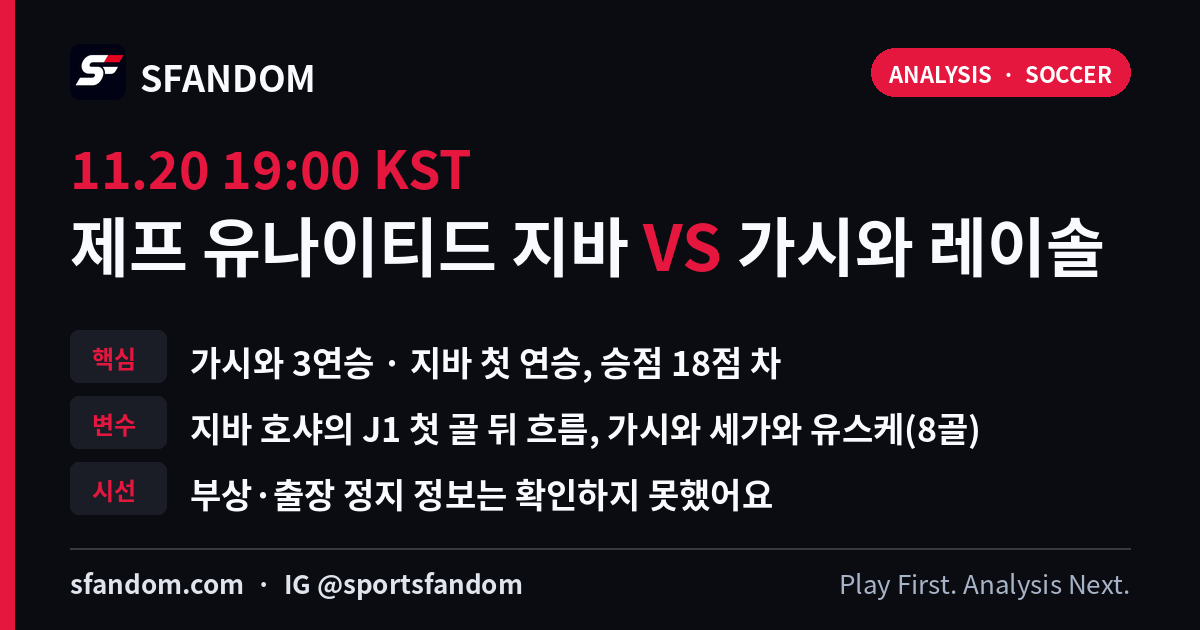 SFANDOM
ANALYSIS · SOCCER
11.20 19:00 KST
제프 유나이티드 지바 VS 가시와 레이솔
핵심 가시와 3연승 · 지바 첫 연승, 승점 18점 차
변수 지바 호샤의 J1 첫 골 뒤 흐름, 가시와 세가와 유스케(8골)
시선 부상·출장 정지 정보는 확인하지 못했어요
sfandom.com · IG @sportsfandom
Play First. Analysis Next.